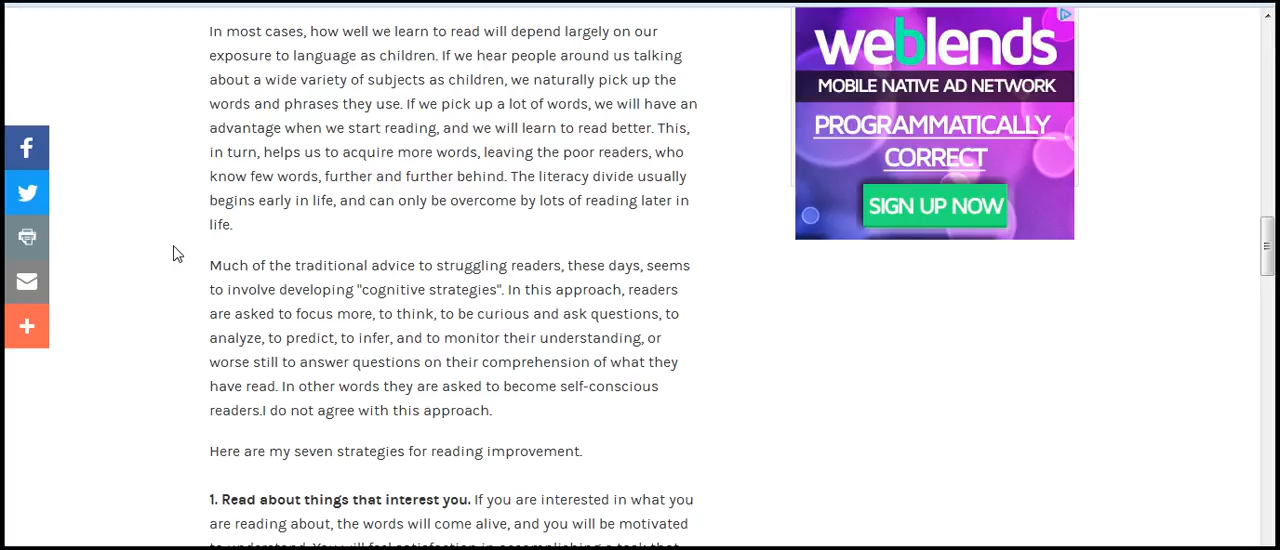 In most cases, how well we learn to read will depend largely on our
exposure to language as children. If we hear people around us talking
about a wide variety of subjects as children, we naturally pick up the
words and phrases they use. If we pick up a lot of words, we will have an
advantage when we start reading, and we will learn to read better. This,
in turn, helps us to acquire more words, leaving the poor readers, who
know few words, further and further behind. The literacy divide usually
begins early in life, and can only be overcome by lots of reading later in
life.
Much of the traditional advice to struggling readers, these days, seems
to involve developing "cognitive strategies". In this approach, readers
are asked to focus more, to think, to be curious and ask questions, to
analyze, to predict, to infer, and to monitor their understanding, or
worse still to answer questions on their comprehension of what they
have read. In other words they are asked to become self-conscious
readers.I do not agree with this approach.
Here are my seven strategies for reading improvement.
1. Read about things that interest you. If you are interested in what you
are reading about, the words will come alive, and you will be motivated
weblends
MOBILE NATIVE AD NETWORK
PROGRAMMATICALLY
CORRECT
SIGN UP NOW